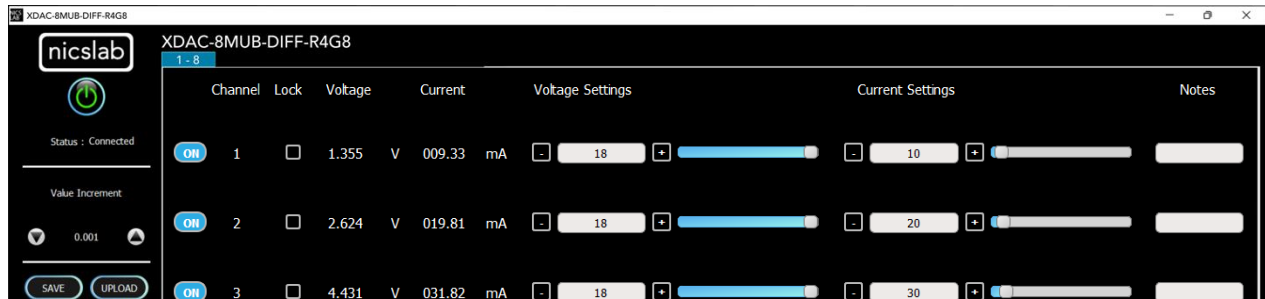 XDAC-8MUB-DIFF-R4G8
nicslab
XDAC-8MUB-DIFF-R4G8
1 - 8
Channel Lock Voltage Current Voltage Settings Current Settings Notes
Status : Connected
ON 1 1.355 V 009.33 mA - 18 + - 10 +
Value Increment
0.001
ON 2 2.624 V 019.81 mA - 18 + - 20 +
SAVE UPLOAD
ON 3 4.431 V 031.82 mA - 18 + - 30 +